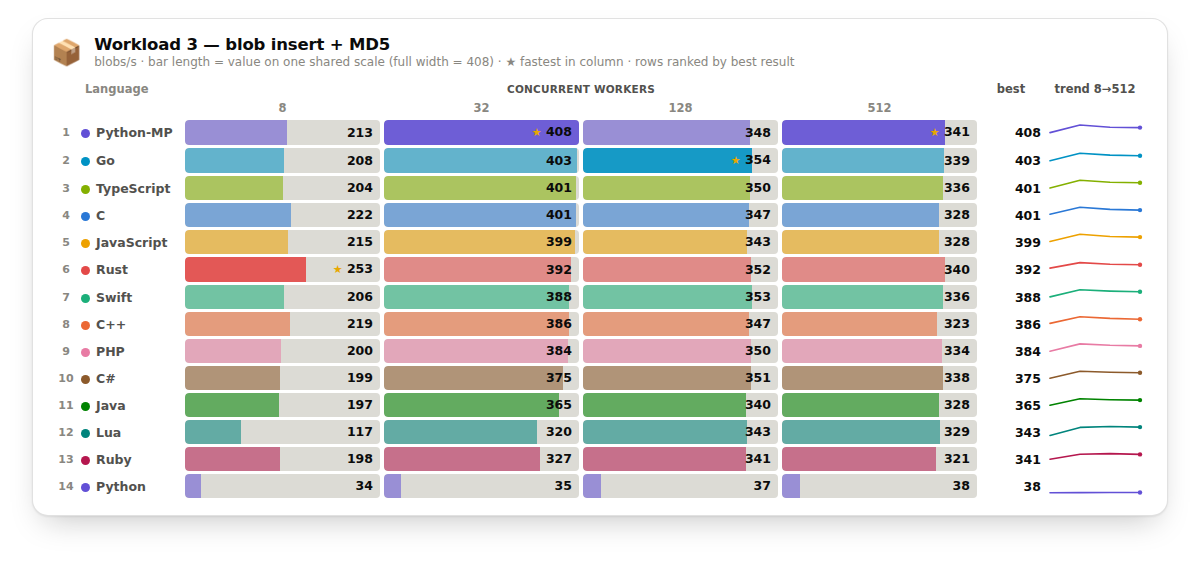 Workload 3 — blob insert + MD5
blobs/s · bar length = value on one shared scale (full width = 408) · ★ fastest in column · rows ranked by best result
Language CONCURRENT WORKERS best trend 8→512
8 32 128 512
1 Python-MP 213 ★ 408 348 ★ 341 408
2 Go 208 403 ★ 354 339 403
3 TypeScript 204 401 350 336 401
4 C 222 401 347 328 401
5 JavaScript 215 399 343 328 399
6 Rust ★ 253 392 352 340 392
7 Swift 206 388 353 336 388
8 C++ 219 386 347 323 386
9 PHP 200 384 350 334 384
10 C# 199 375 351 338 375
11 Java 197 365 340 328 365
12 Lua 117 320 343 329 343
13 Ruby 198 327 341 321 341
14 Python 34 35 37 38 38